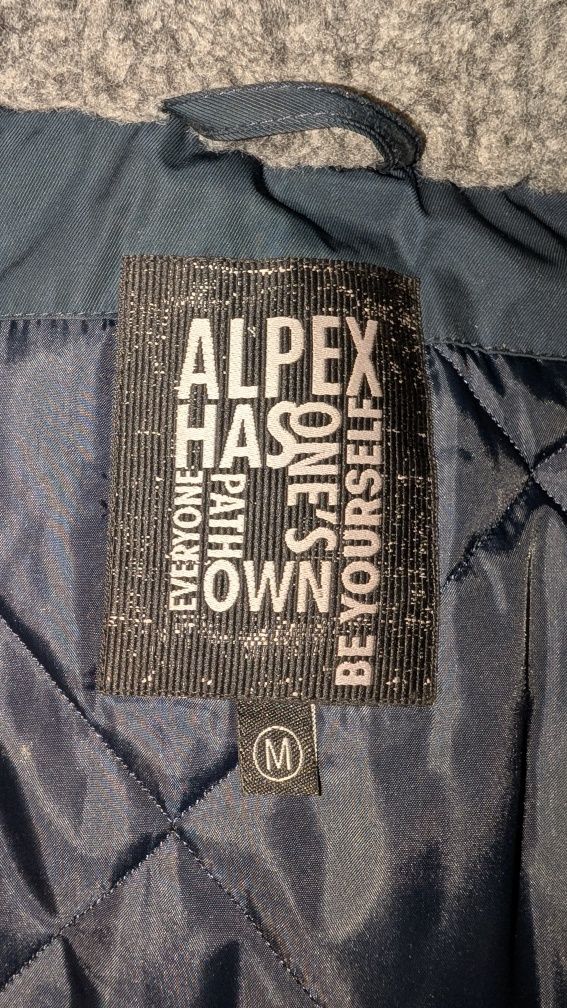 ALPEX
HAS
ONE'S
EVERYONE
PATH
OWN
BE YOURSELF
M